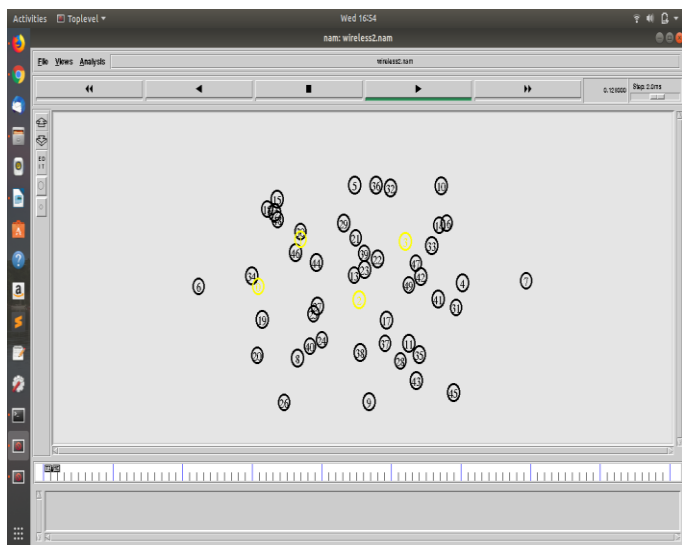 Activities Toplevel Wed 16:54
nam: wireless2.nam
File Views Analysis wireless2.nam
Step: 2.0ms
15
5 36 32 10
29
21
33
46 44 39 22 47
34 13 23 42
6 49 4 7
41
31
19 17
24 37 11
20 8 40 38 28 35
43
26 9 45